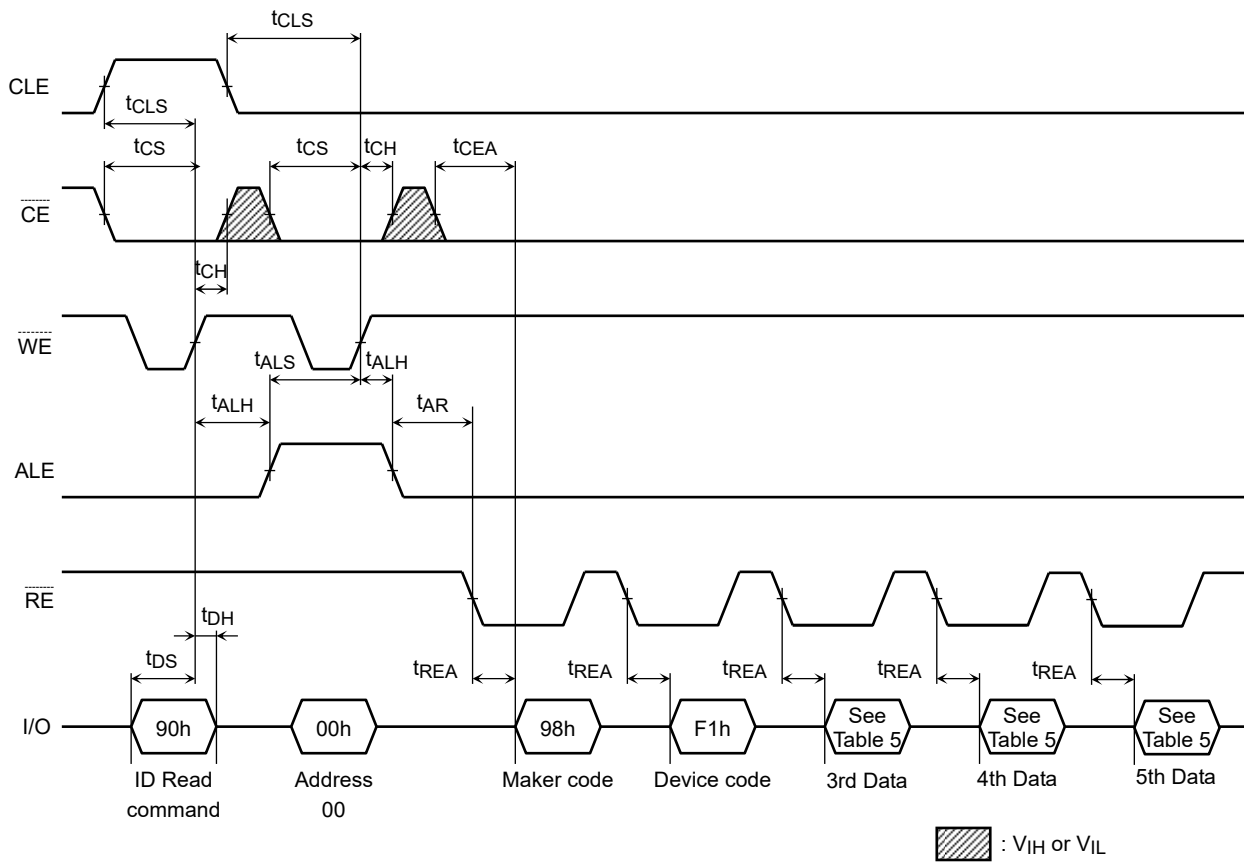 tCLS
CLE
tCLS
tCS tCS tCH tCEA
CE
tCH
WE
tALS tALH
tALH tAR
ALE
RE
tDH
tDS tREA tREA tREA tREA tREA
I/O 90h 00h 98h F1h See Table 5 See Table 5 See Table 5
ID Read command Address 00 Maker code Device code 3rd Data 4th Data 5th Data
: VIH or VIL